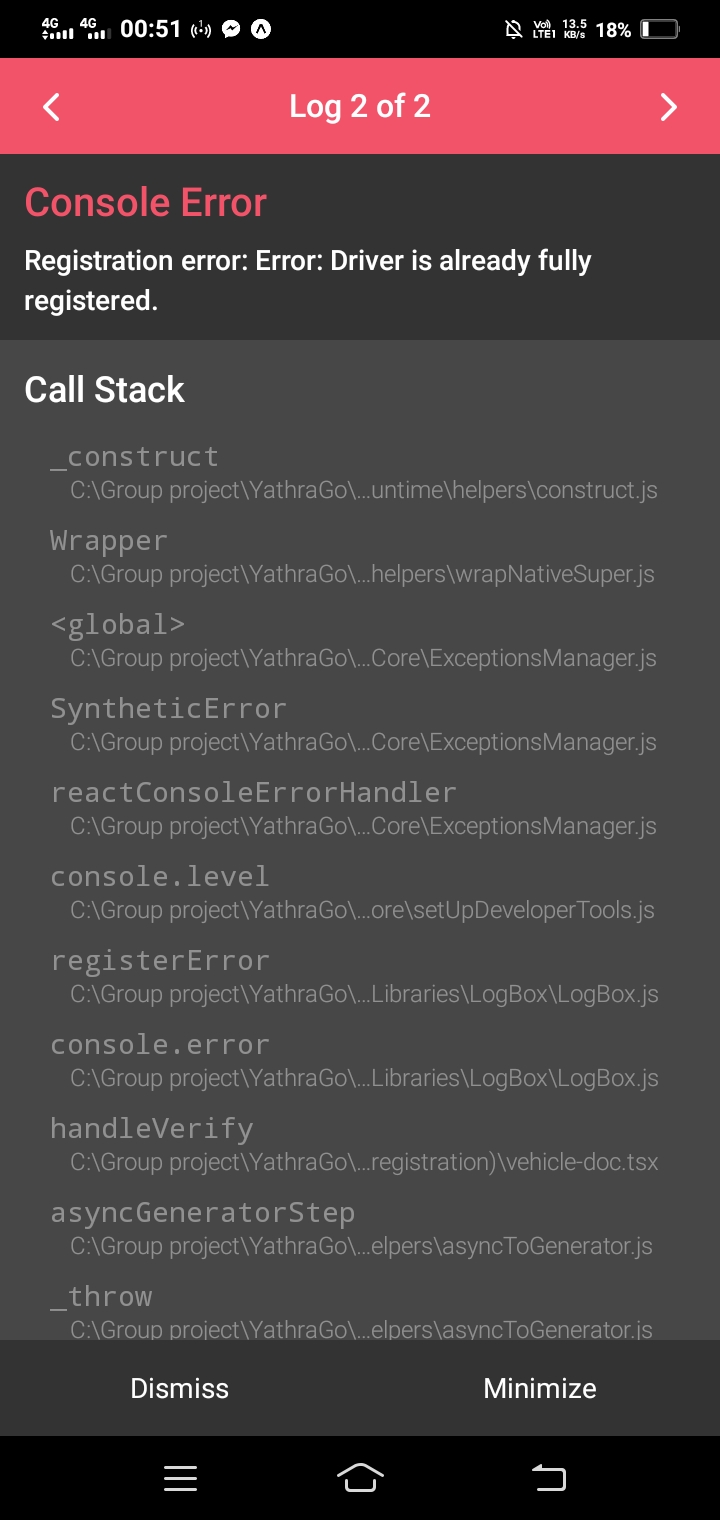 4G 4G 00:51 Vo) LTE1 13.5 KB/s 18%
Log 2 of 2
Console Error
Registration error: Error: Driver is already fully
registered.
Call Stack
_construct
C:\Group project\YathraGo\...untime\helpers\construct.js
Wrapper
C:\Group project\YathraGo\...helpers\wrapNativeSuper.js
<global>
C:\Group project\YathraGo\...Core\ExceptionsManager.js
SyntheticError
C:\Group project\YathraGo\...Core\ExceptionsManager.js
reactConsoleErrorHandler
C:\Group project\YathraGo\...Core\ExceptionsManager.js
console.level
C:\Group project\YathraGo\...ore\setUpDeveloperTools.js
registerError
C:\Group project\YathraGo\...Libraries\LogBox\LogBox.js
console.error
C:\Group project\YathraGo\...Libraries\LogBox\LogBox.js
handleVerify
C:\Group project\YathraGo\...registration)\vehicle-doc.tsx
asyncGeneratorStep
C:\Group project\YathraGo\...elpers\asyncToGenerator.js
_throw
C:\Group project\YathraGo\...elpers\asyncToGenerator.js
Dismiss Minimize